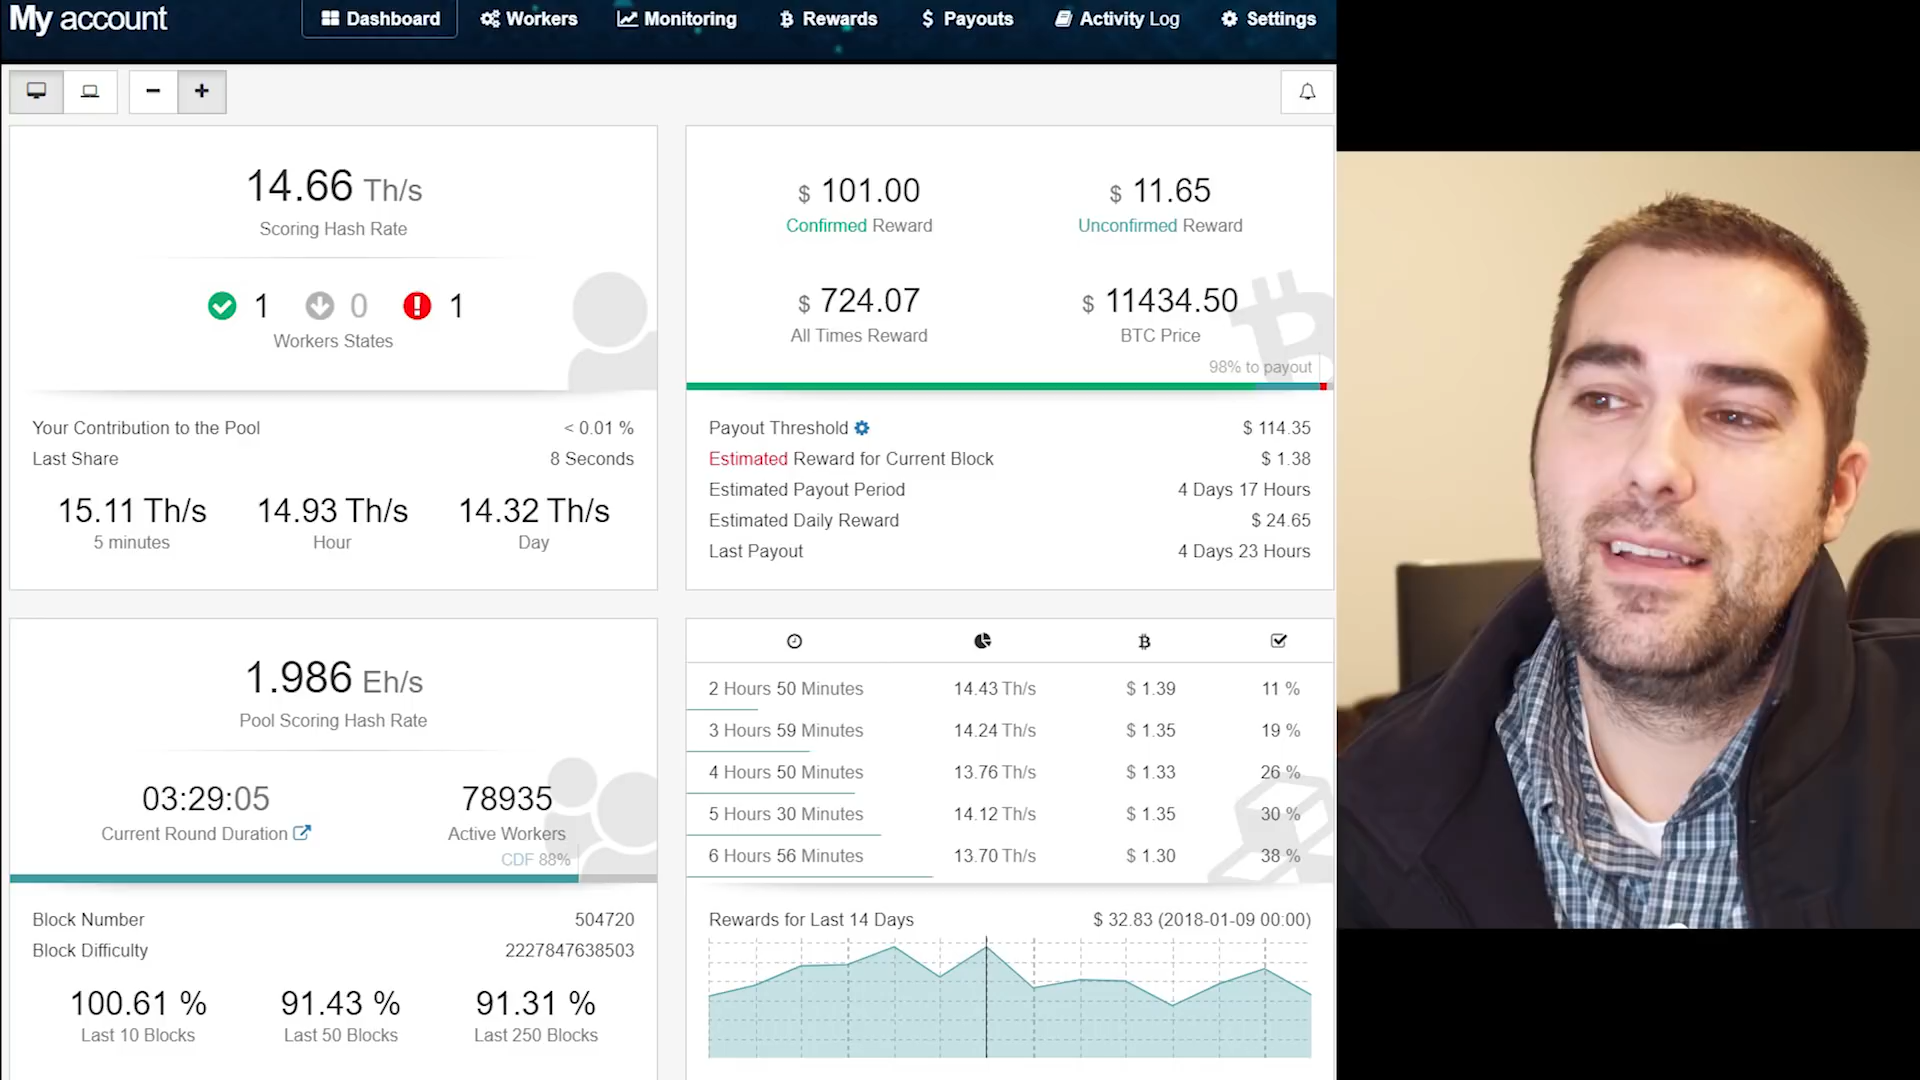 My account
Dashboard
Workers
Monitoring
Rewards
$ Payouts
Activity Log
Settings
14.66 Th/s
Scoring Hash Rate
1 0 1
Workers States
Your Contribution to the Pool < 0.01 %
Last Share 8 Seconds
15.11 Th/s 14.93 Th/s 14.32 Th/s
5 minutes Hour Day
$ 101.00 $ 11.65
Confirmed Reward Unconfirmed Reward
$ 724.07 $ 11434.50
All Times Reward BTC Price
98% to payout
Payout Threshold $ 114.35
Estimated Reward for Current Block $ 1.38
Estimated Payout Period 4 Days 17 Hours
Estimated Daily Reward $ 24.65
Last Payout 4 Days 23 Hours
1.986 Eh/s
Pool Scoring Hash Rate
03:29:05 78935
Current Round Duration Active Workers
CDF 88%
Block Number 504720
Block Difficulty 2227847638503
100.61 % 91.43 % 91.31 %
Last 10 Blocks Last 50 Blocks Last 250 Blocks
2 Hours 50 Minutes 14.43 Th/s $ 1.39 11 %
3 Hours 59 Minutes 14.24 Th/s $ 1.35 19 %
4 Hours 50 Minutes 13.76 Th/s $ 1.33 26 %
5 Hours 30 Minutes 14.12 Th/s $ 1.35 30 %
6 Hours 56 Minutes 13.70 Th/s $ 1.30 38 %
Rewards for Last 14 Days $ 32.83 (2018-01-09 00:00)